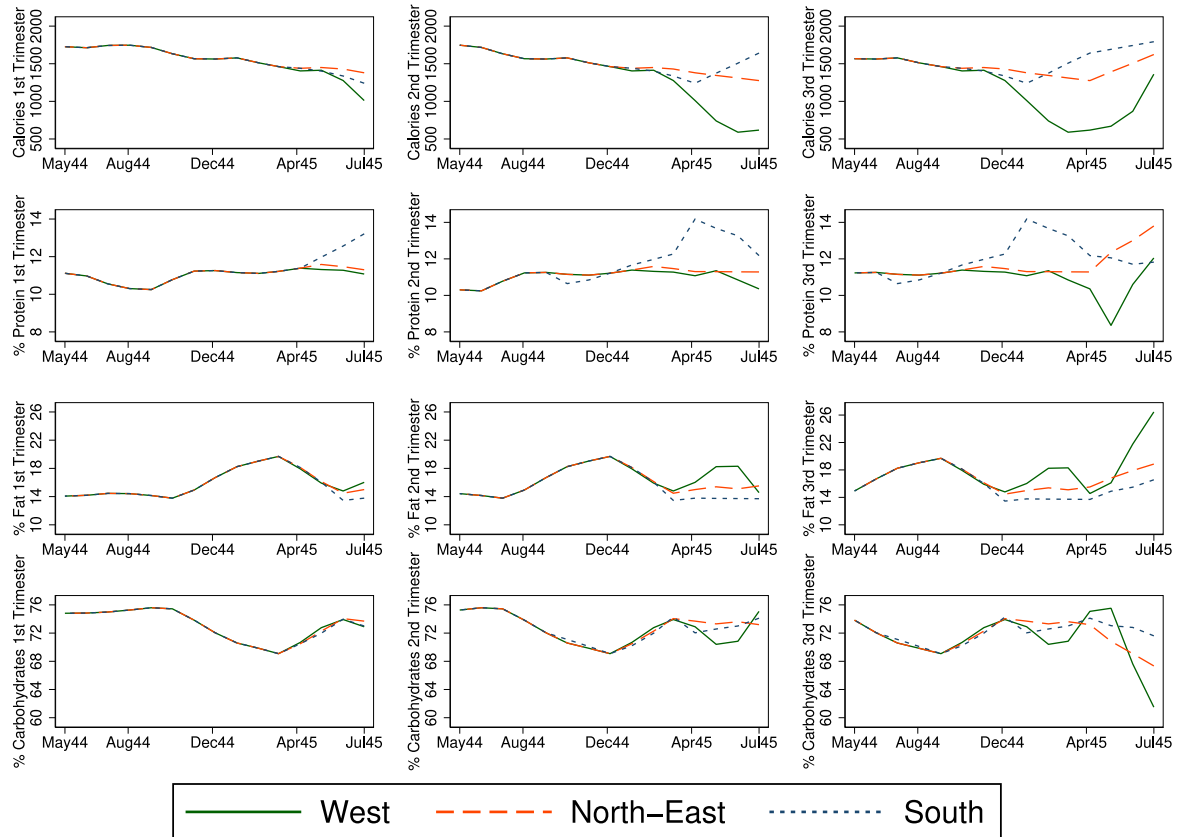 Calories 1st Trimester
500 1000 1500 2000
May44 Aug44 Dec44 Apr45 Jul45
Calories 2nd Trimester
500 1000 1500 2000
May44 Aug44 Dec44 Apr45 Jul45
Calories 3rd Trimester
500 1000 1500 2000
May44 Aug44 Dec44 Apr45 Jul45
% Protein 1st Trimester
8 10 12 14
May44 Aug44 Dec44 Apr45 Jul45
% Protein 2nd Trimester
8 10 12 14
May44 Aug44 Dec44 Apr45 Jul45
% Protein 3rd Trimester
8 10 12 14
May44 Aug44 Dec44 Apr45 Jul45
% Fat 1st Trimester
10 14 18 22 26
May44 Aug44 Dec44 Apr45 Jul45
% Fat 2nd Trimester
10 14 18 22 26
May44 Aug44 Dec44 Apr45 Jul45
% Fat 3rd Trimester
10 14 18 22 26
May44 Aug44 Dec44 Apr45 Jul45
% Carbohydrates 1st Trimester
60 64 68 72 76
May44 Aug44 Dec44 Apr45 Jul45
% Carbohydrates 2nd Trimester
60 64 68 72 76
May44 Aug44 Dec44 Apr45 Jul45
% Carbohydrates 3rd Trimester
60 64 68 72 76
May44 Aug44 Dec44 Apr45 Jul45
West North−East South